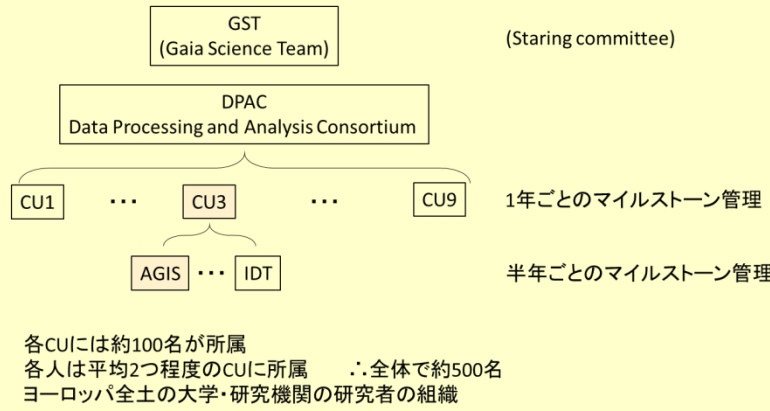 GST
(Gaia Science Team)
(Staring committee)
DPAC
Data Processing and Analysis Consortium
CU1 ・・・ CU3 ・・・ CU9 1年ごとのマイルストーン管理
AGIS ・・・ IDT 半年ごとのマイルストーン管理
各CUには約100名が所属
各人は平均2つ程度のCUに所属 ∴全体で約500名
ヨーロッパ全土の大学・研究機関の研究者の組織